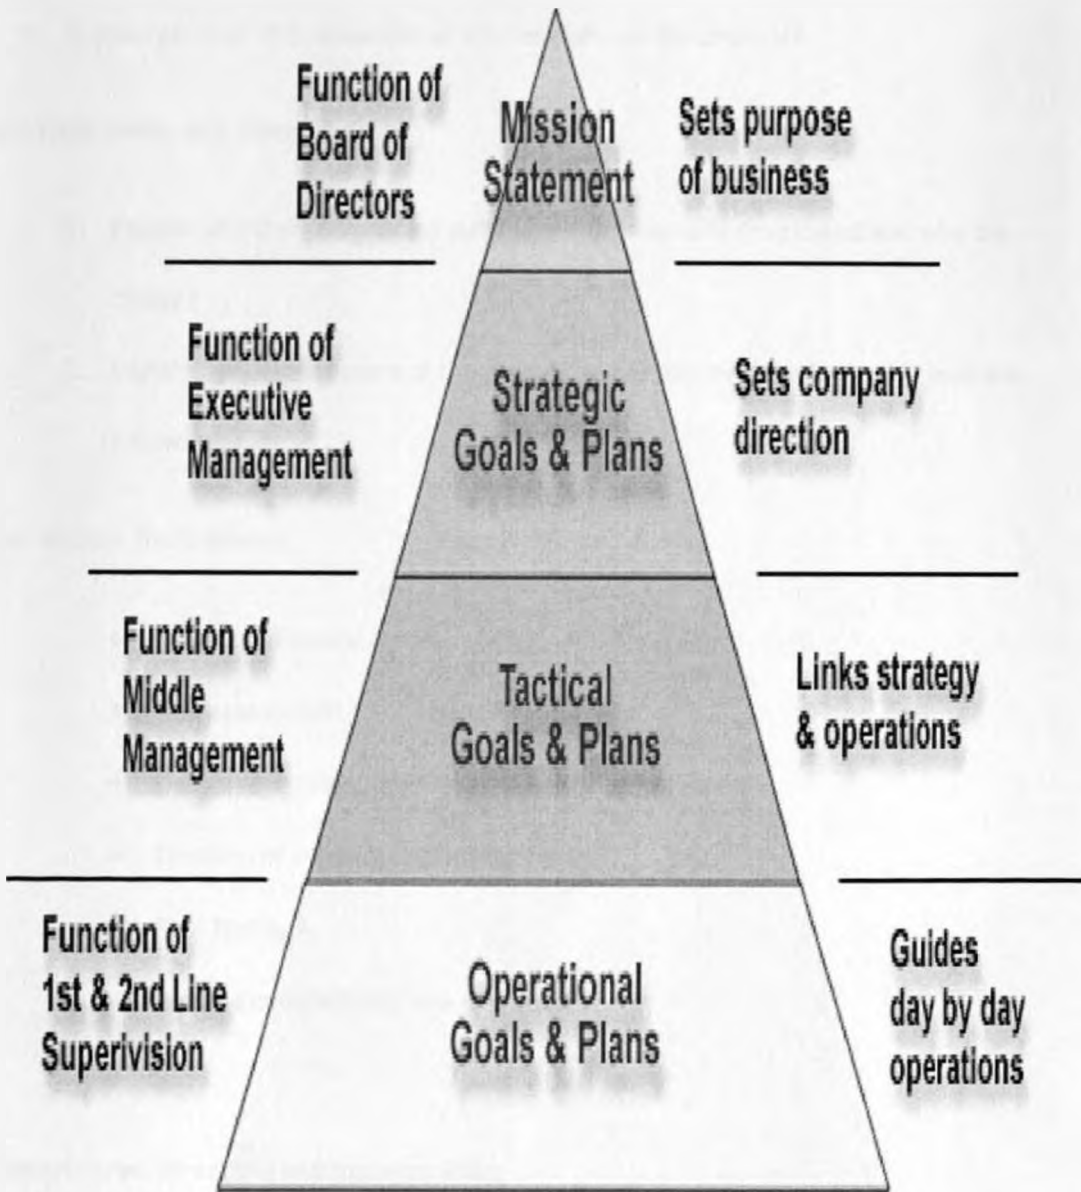 Function of
Board of
Directors
Mission
Statement
Sets purpose
of business
Function of
Executive
Management
Strategic
Goals & Plans
Sets company
direction
Function of
Middle
Management
Tactical
Goals & Plans
Links strategy
& operations
Function of
1st & 2nd Line
Superivision
Operational
Goals & Plans
Guides
day by day
operations